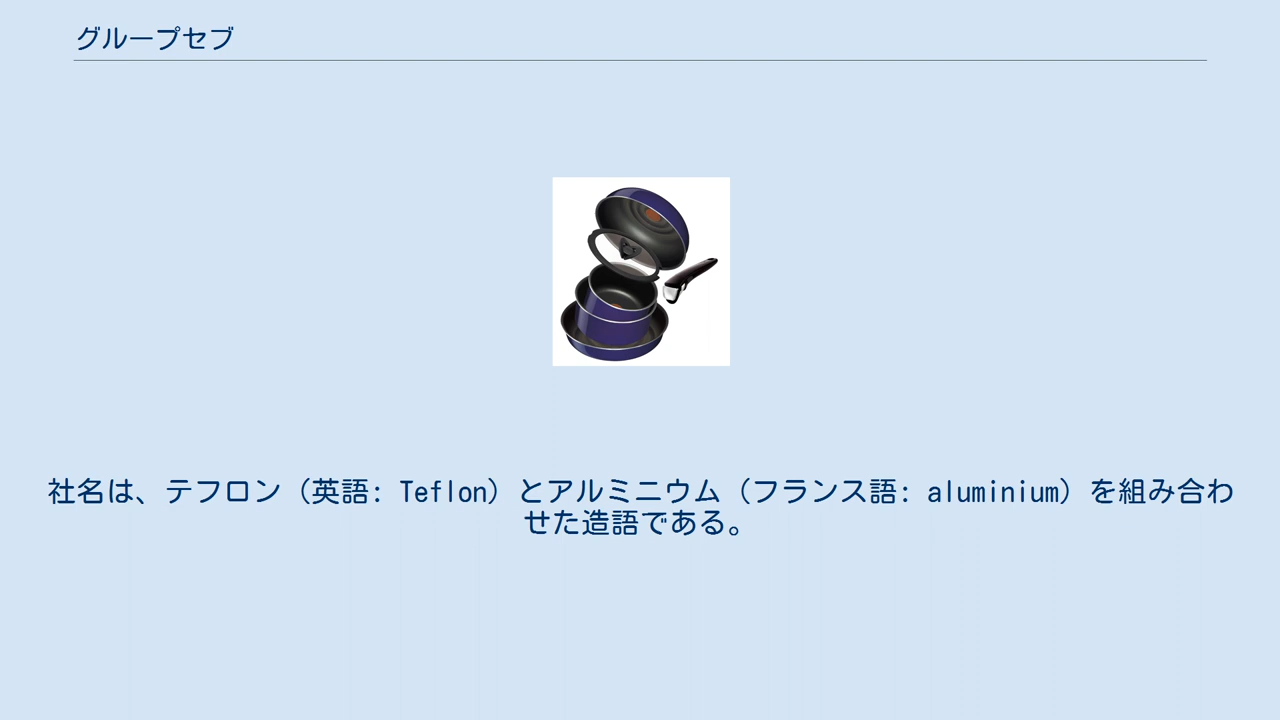 グループセブ
社名は、テフロン（英語: Teflon）とアルミニウム（フランス語: aluminium）を組み合わ
せた造語である。